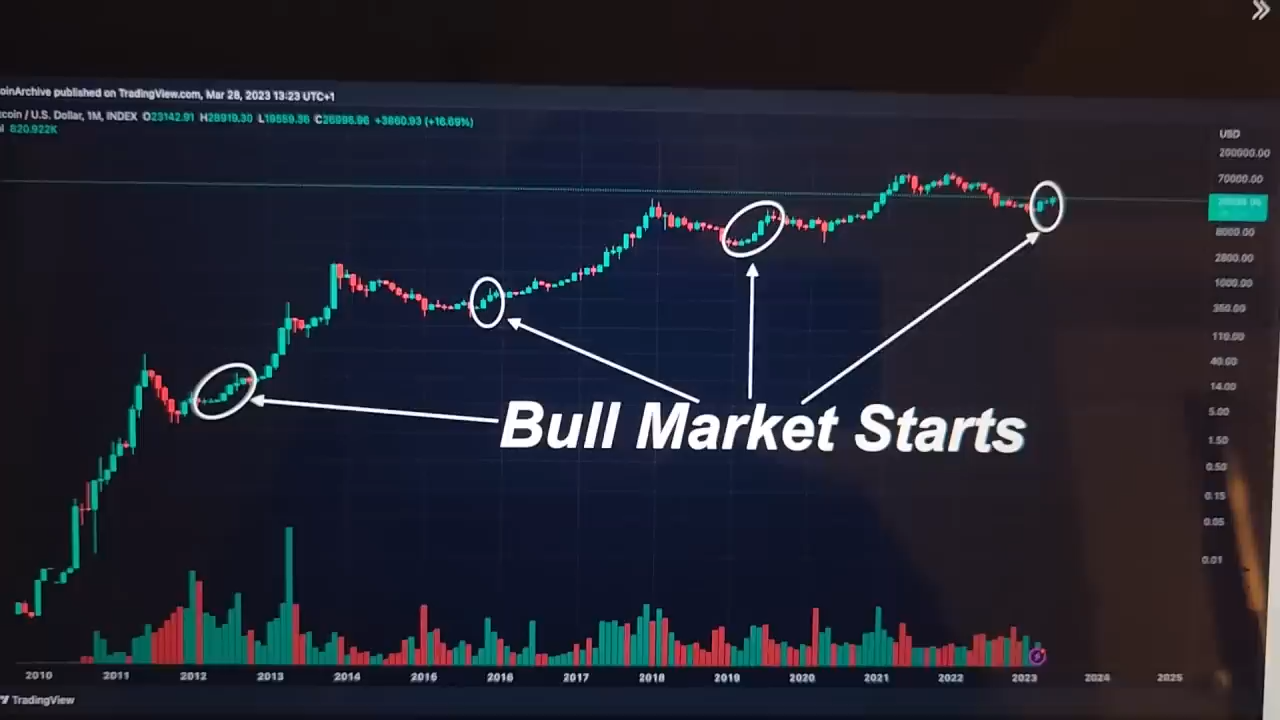 oinArchive published on TradingView.com, Mar 28, 2023 13:23 UTC+1
coin / U.S. Dollar, 1M, INDEX O23142.91 H28919.30 L19559.36 C26996.96 +3860.93 (+16.69%)
820.922K
USD
200000.00
70000.00
8000.00
2800.00
1000.00
350.00
110.00
40.00
14.00
5.00
1.50
0.50
0.15
0.05
0.01
Bull Market Starts
2010 2011 2012 2013 2014 2015 2016 2017 2018 2019 2020 2021 2022 2023 2024 2025
TradingView